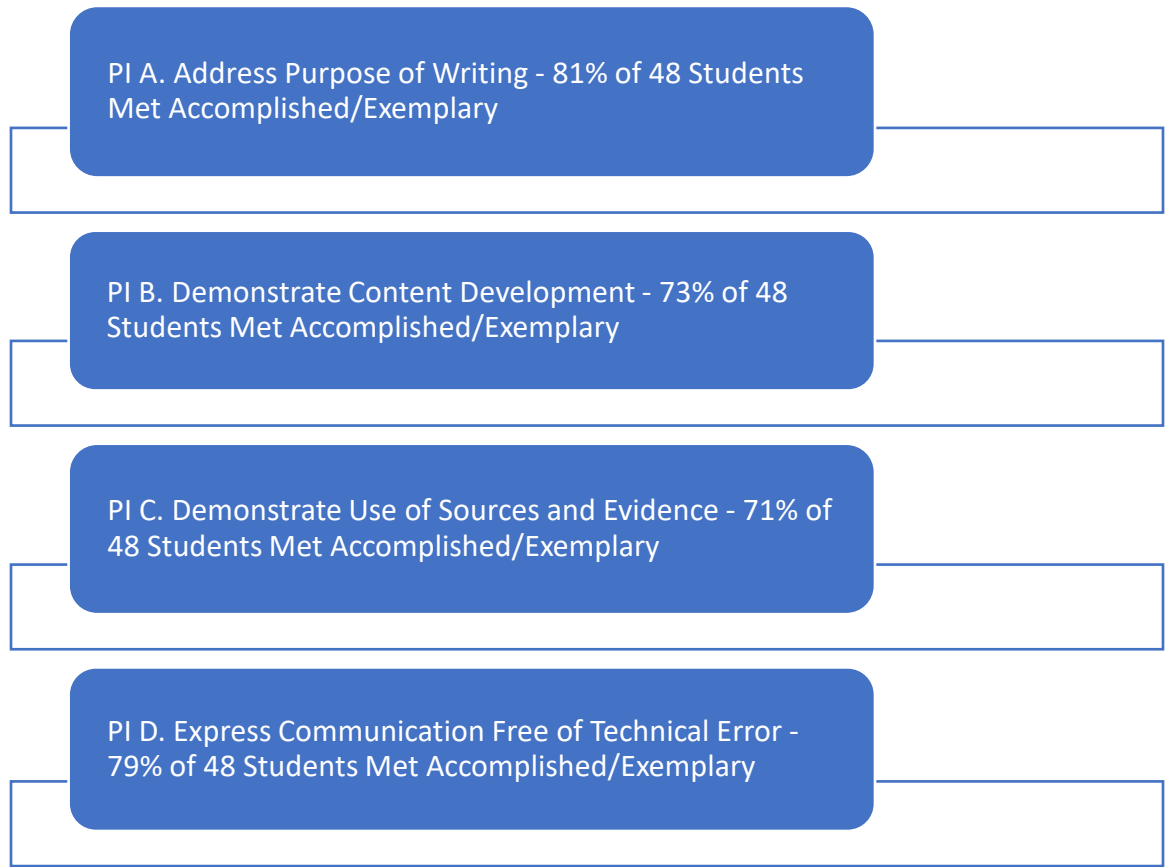 PI A. Address Purpose of Writing - 81% of 48 Students
Met Accomplished/Exemplary
PI B. Demonstrate Content Development - 73% of 48
Students Met Accomplished/Exemplary
PI C. Demonstrate Use of Sources and Evidence - 71% of
48 Students Met Accomplished/Exemplary
PI D. Express Communication Free of Technical Error -
79% of 48 Students Met Accomplished/Exemplary